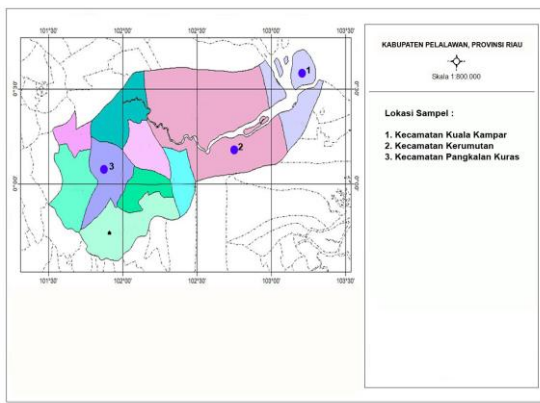 101°30' 102°00' 102°30' 103°00' 103°30'
1
2
3
101°30' 102°00' 102°30' 103°00' 103°30'
KABUPATEN PELALAWAN, PROVINSI RIAU
Skala 1:800.000
Lokasi Sampel :
1. Kecamatan Kuala Kampar
2. Kecamatan Kerumutan
3. Kecamatan Pangkalan Kuras